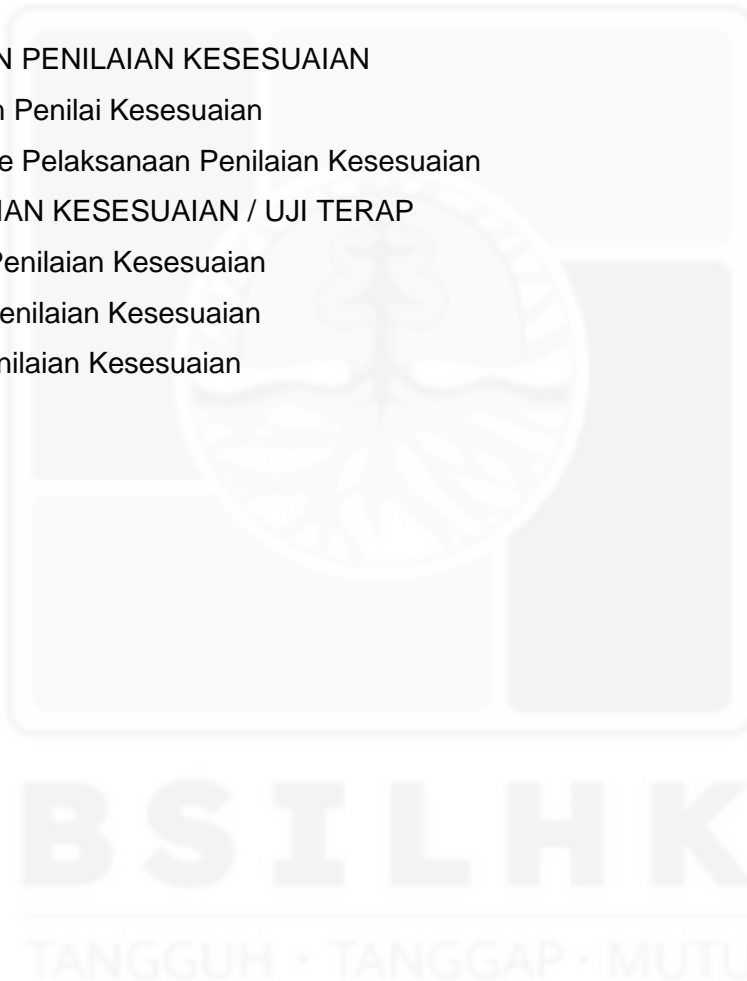 N PENILAIAN KESESUAIAN
n Penilai Kesesuaian
e Pelaksanaan Penilaian Kesesuaian
IAN KESESUAIAN / UJI TERAP
Penilaian Kesesuaian
enilaian Kesesuaian
nilaian Kesesuaian
BSILHK
TANGGUH · TANGGAP · MUTU